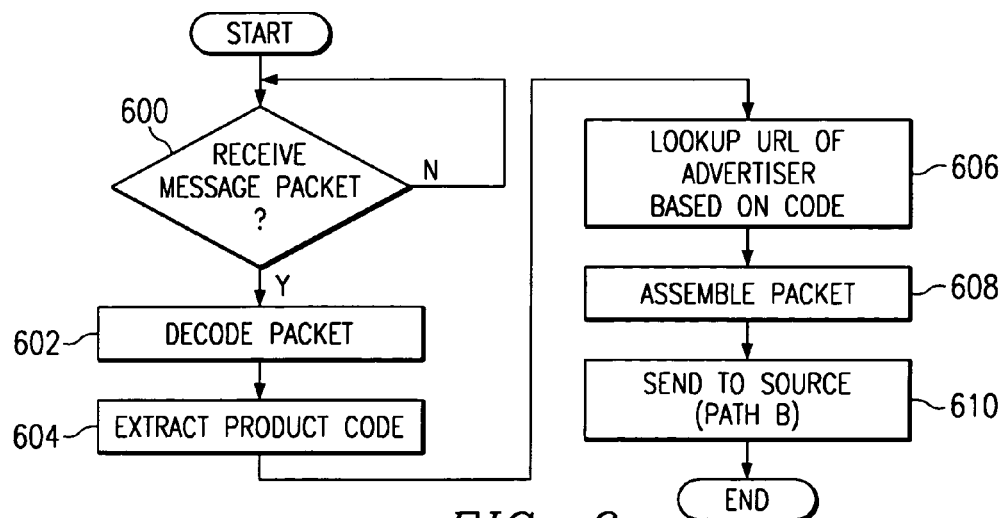 START
600
RECEIVE
MESSAGE PACKET
?
N
Y
602
DECODE PACKET
604
EXTRACT PRODUCT CODE
LOOKUP URL OF
ADVERTISER
BASED ON CODE
606
ASSEMBLE PACKET
608
SEND TO SOURCE
(PATH B)
610
END